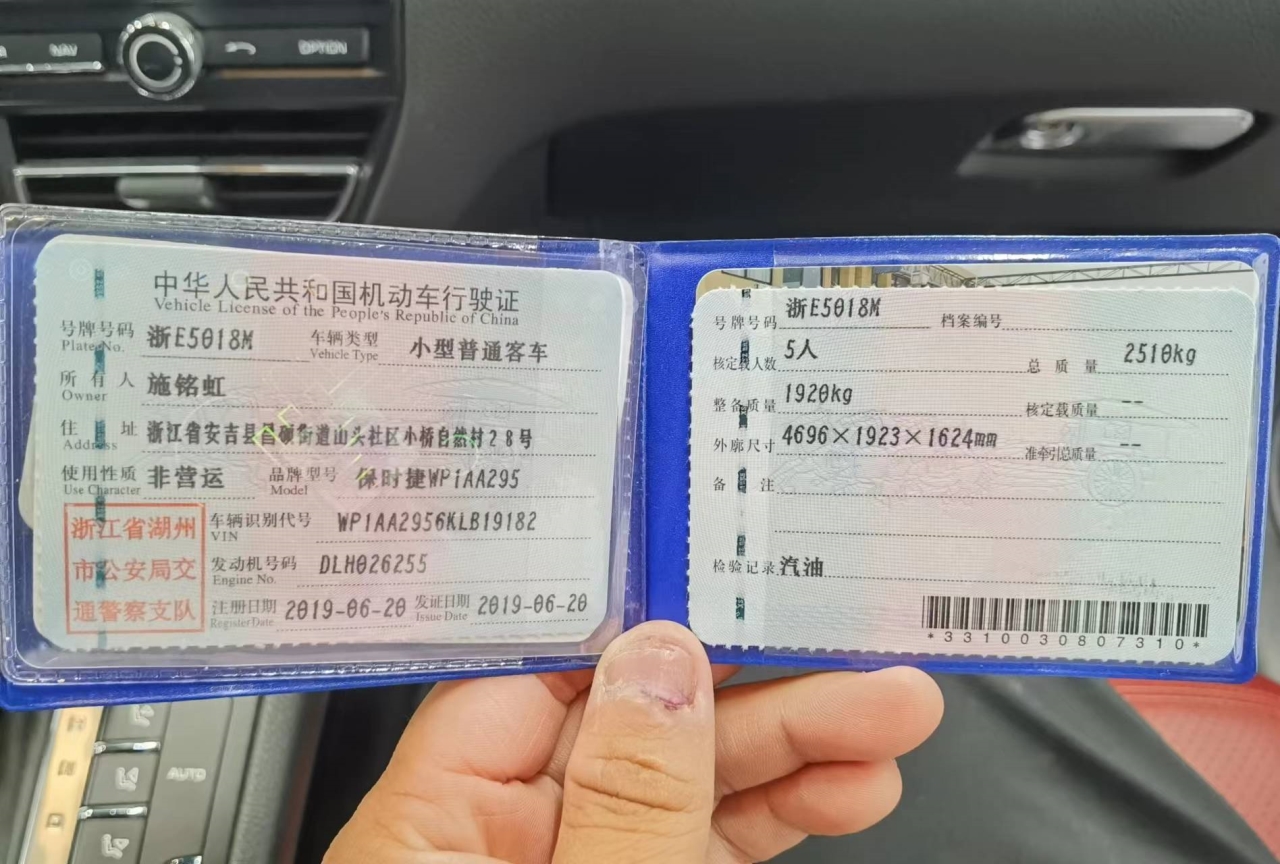 NAV
OPTION
中华人民共和国机动车行驶证
Vehicle License of the People's Republic of China
号牌号码 浙E5018M 车辆类型 小型普通客车
Plate No. Vehicle Type
所有人 施铭虹
Owner
住址 浙江省安吉县昌硕街道山头社区小桥自然村28号
Address
使用性质 非营运 品牌型号 保时捷WP1AA295
Use Character Model
浙江省湖州
市公安局交
通警察支队
车辆识别代号 WP1AA2956KLB19182
VIN
发动机号码 DLH026255
Engine No.
注册日期 2019-06-20 发证日期 2019-06-20
Register Date Issue Date
号牌号码 浙E5018M 档案编号
核定载人数 5人 总质量 2510kg
整备质量 1920kg 核定载质量 --
外廓尺寸 4696×1923×1624mm 准牵引总质量 --
备注
检验记录 汽油
*3310030807310*
AUTO